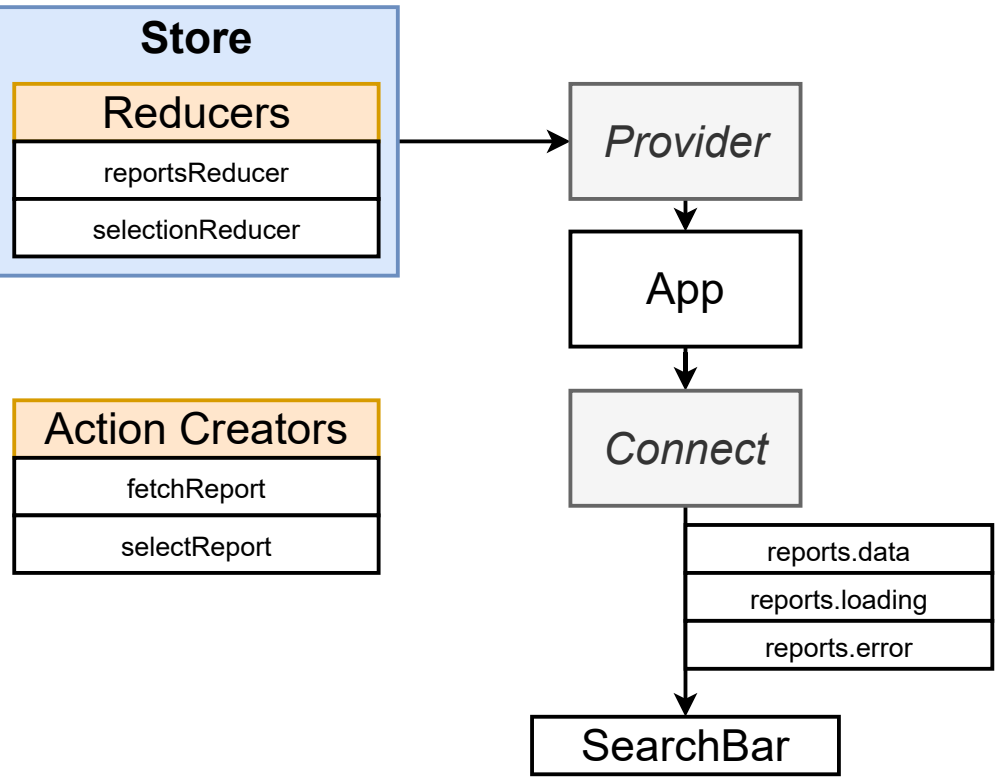 Store
Reducers
reportsReducer
selectionReducer
Provider
App
Action Creators
fetchReport
selectReport
Connect
reports.data
reports.loading
reports.error
SearchBar